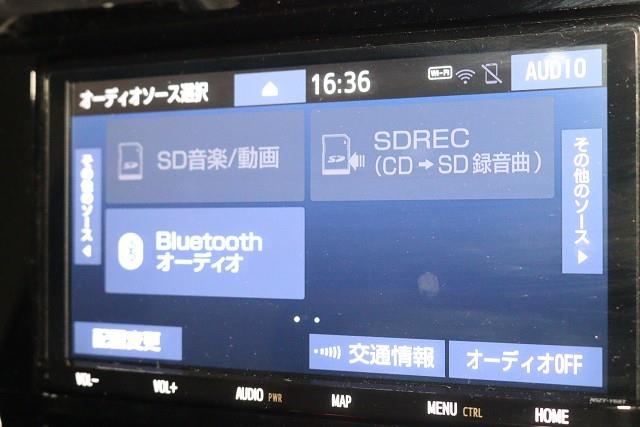 オーディオソース選択
16:36
Wi-Fi
AUDIO
その他のソース
SD音楽/動画
SDREC
(CD→SD録音曲)
その他のソース
Bluetooth
オーディオ
配置変更
交通情報
オーディオOFF
VOL−
VOL+
AUDIO PWR
MAP
MENU CTRL
HOME